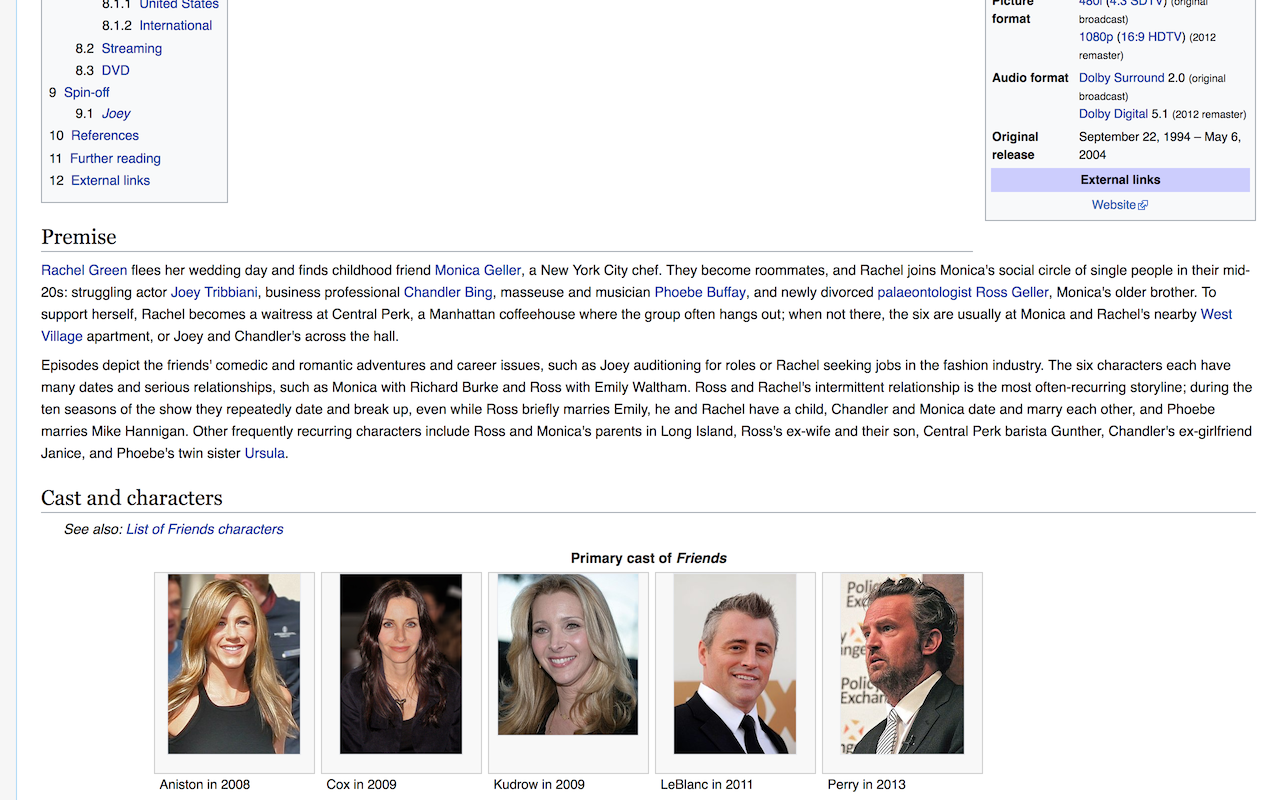 8.1.1 United States
8.1.2 International
8.2 Streaming
8.3 DVD
9 Spin-off
9.1 Joey
10 References
11 Further reading
12 External links
Picture format
480i (4:3 SDTV) (original broadcast)
1080p (16:9 HDTV) (2012 remaster)
Audio format
Dolby Surround 2.0 (original broadcast)
Dolby Digital 5.1 (2012 remaster)
Original release
September 22, 1994 – May 6, 2004
External links
Website
Premise
Rachel Green flees her wedding day and finds childhood friend Monica Geller, a New York City chef. They become roommates, and Rachel joins Monica's social circle of single people in their mid-
20s: struggling actor Joey Tribbiani, business professional Chandler Bing, masseuse and musician Phoebe Buffay, and newly divorced palaeontologist Ross Geller, Monica's older brother. To
support herself, Rachel becomes a waitress at Central Perk, a Manhattan coffeehouse where the group often hangs out; when not there, the six are usually at Monica and Rachel's nearby West
Village apartment, or Joey and Chandler's across the hall.
Episodes depict the friends' comedic and romantic adventures and career issues, such as Joey auditioning for roles or Rachel seeking jobs in the fashion industry. The six characters each have
many dates and serious relationships, such as Monica with Richard Burke and Ross with Emily Waltham. Ross and Rachel's intermittent relationship is the most often-recurring storyline; during the
ten seasons of the show they repeatedly date and break up, even while Ross briefly marries Emily, he and Rachel have a child, Chandler and Monica date and marry each other, and Phoebe
marries Mike Hannigan. Other frequently recurring characters include Ross and Monica's parents in Long Island, Ross's ex-wife and their son, Central Perk barista Gunther, Chandler's ex-girlfriend
Janice, and Phoebe's twin sister Ursula.
Cast and characters
See also: List of Friends characters
Primary cast of Friends
Aniston in 2008
Cox in 2009
Kudrow in 2009
LeBlanc in 2011
Perry in 2013